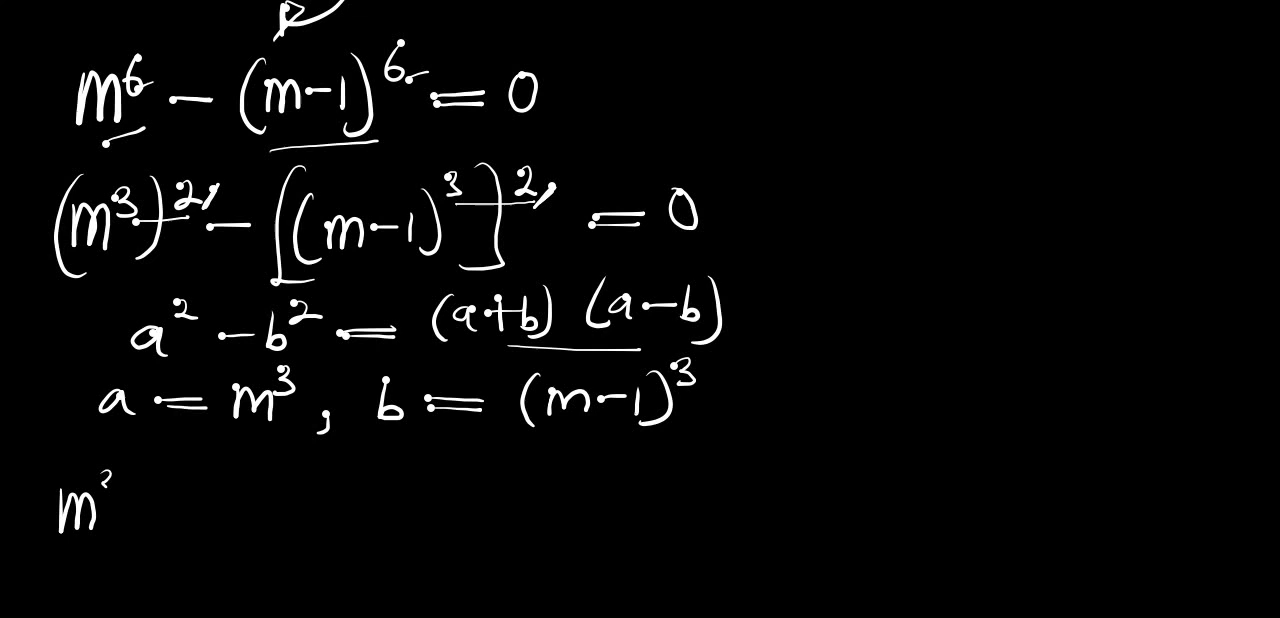 m⁶ − (m−1)⁶ = 0
(m³)² − [(m−1)³]² = 0
a² − b² = (a+b) (a−b)
a = m³, b = (m−1)³
m